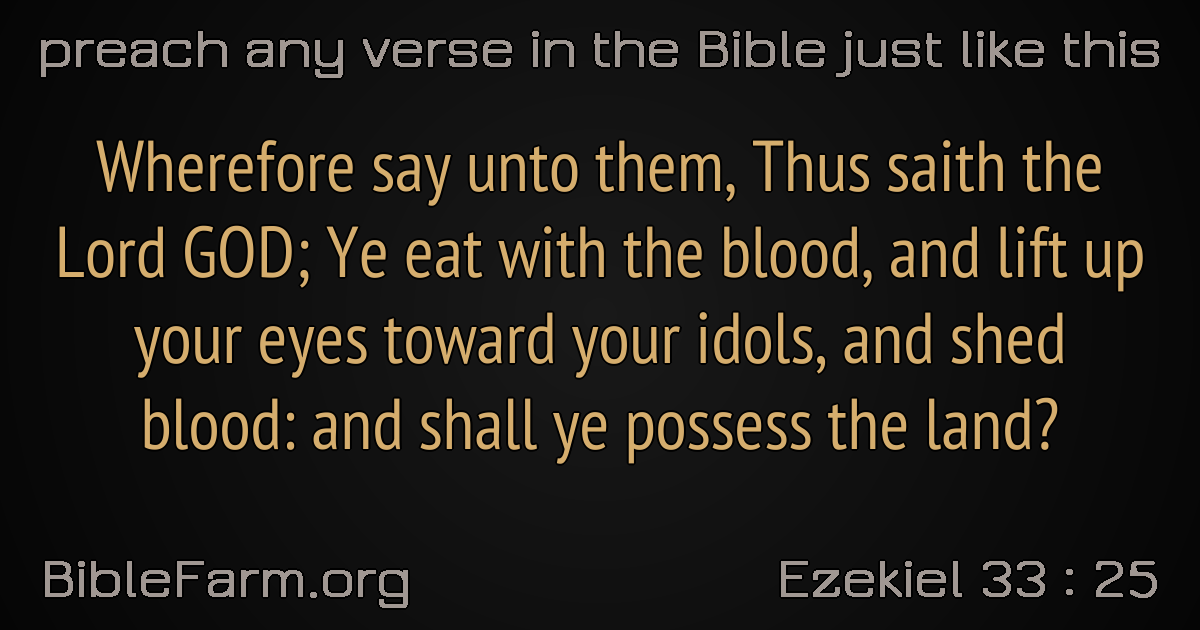 preach any verse in the Bible just like this
Wherefore say unto them, Thus saith the
Lord GOD; Ye eat with the blood, and lift up
your eyes toward your idols, and shed
blood: and shall ye possess the land?
BibleFarm.org
Ezekiel 33 : 25